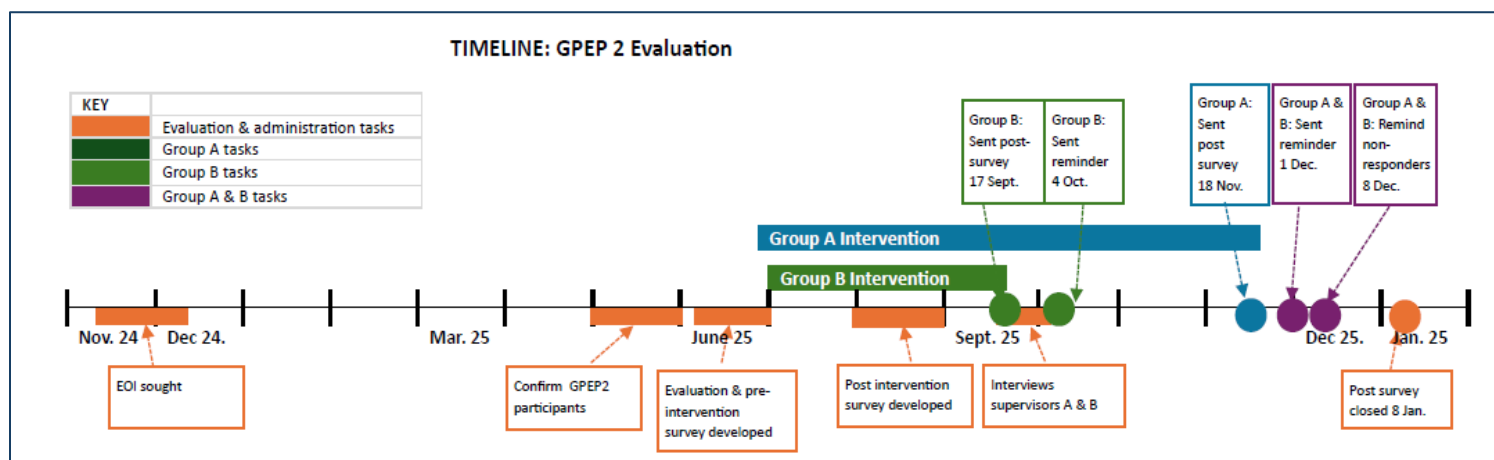 TIMELINE: GPEP 2 Evaluation
KEY
Evaluation & administration tasks
Group A tasks
Group B tasks
Group A & B tasks
Group B:
Sent post-
survey
17 Sept.
Group B:
Sent
reminder
4 Oct.
Group A:
Sent
post
survey
18 Nov.
Group A &
B: Sent
reminder
1 Dec.
Group A &
B: Remind
non-
responders
8 Dec.
Group A Intervention
Group B Intervention
Nov. 24
Dec 24.
Mar. 25
June 25
Sept. 25
Dec 25.
Jan. 25
EOI sought
Confirm GPEP2
participants
Evaluation & pre-
intervention
survey developed
Post intervention
survey developed
Interviews
supervisors A & B
Post survey
closed 8 Jan.